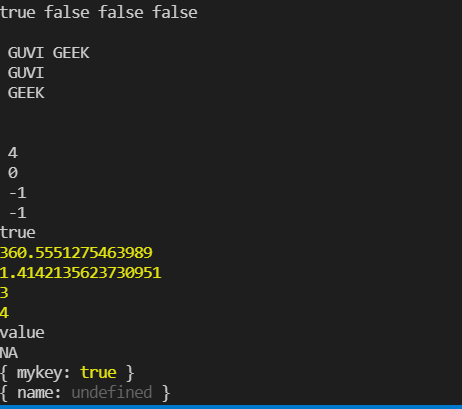 true false false false
GUVI GEEK
GUVI
GEEK
4
0
-1
-1
true
360.5551275463989
1.4142135623730951
3
4
value
NA
{ mykey: true }
{ name: undefined }